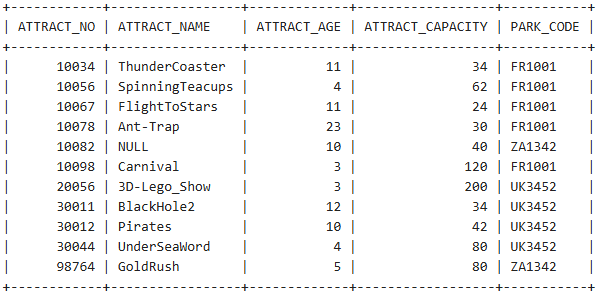 +------------+----------------+-------------+------------------+-----------+
| ATTRACT_NO | ATTRACT_NAME   | ATTRACT_AGE | ATTRACT_CAPACITY | PARK_CODE |
+------------+----------------+-------------+------------------+-----------+
|      10034 | ThunderCoaster |          11 |               34 | FR1001    |
|      10056 | SpinningTeacups |           4 |               62 | FR1001    |
|      10067 | FlightToStars  |          11 |               24 | FR1001    |
|      10078 | Ant-Trap       |          23 |               30 | FR1001    |
|      10082 | NULL           |          10 |               40 | ZA1342    |
|      10098 | Carnival       |           3 |              120 | FR1001    |
|      20056 | 3D-Lego_Show   |           3 |              200 | UK3452    |
|      30011 | BlackHole2     |          12 |               34 | UK3452    |
|      30012 | Pirates        |          10 |               42 | UK3452    |
|      30044 | UnderSeaWord   |           4 |               80 | UK3452    |
|      98764 | GoldRush       |           5 |               80 | ZA1342    |
+------------+----------------+-------------+------------------+-----------+